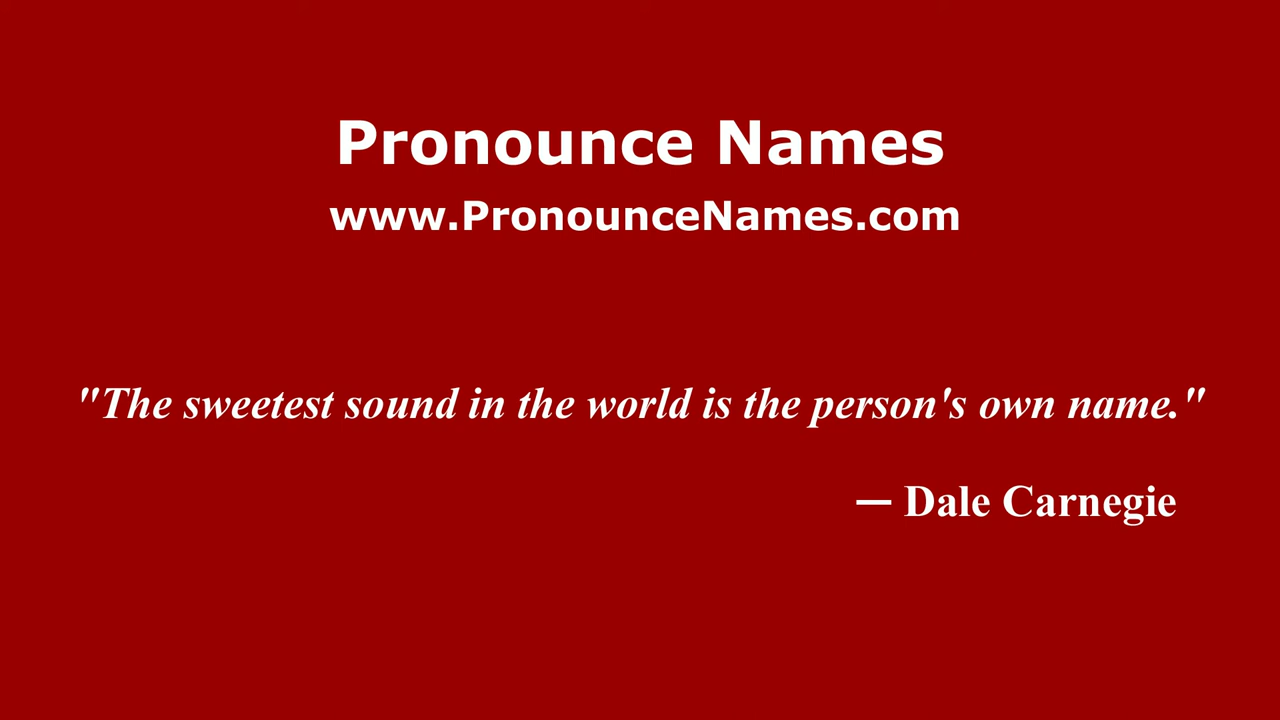 Pronounce Names
www.PronounceNames.com
"The sweetest sound in the world is the person's own name."
— Dale Carnegie